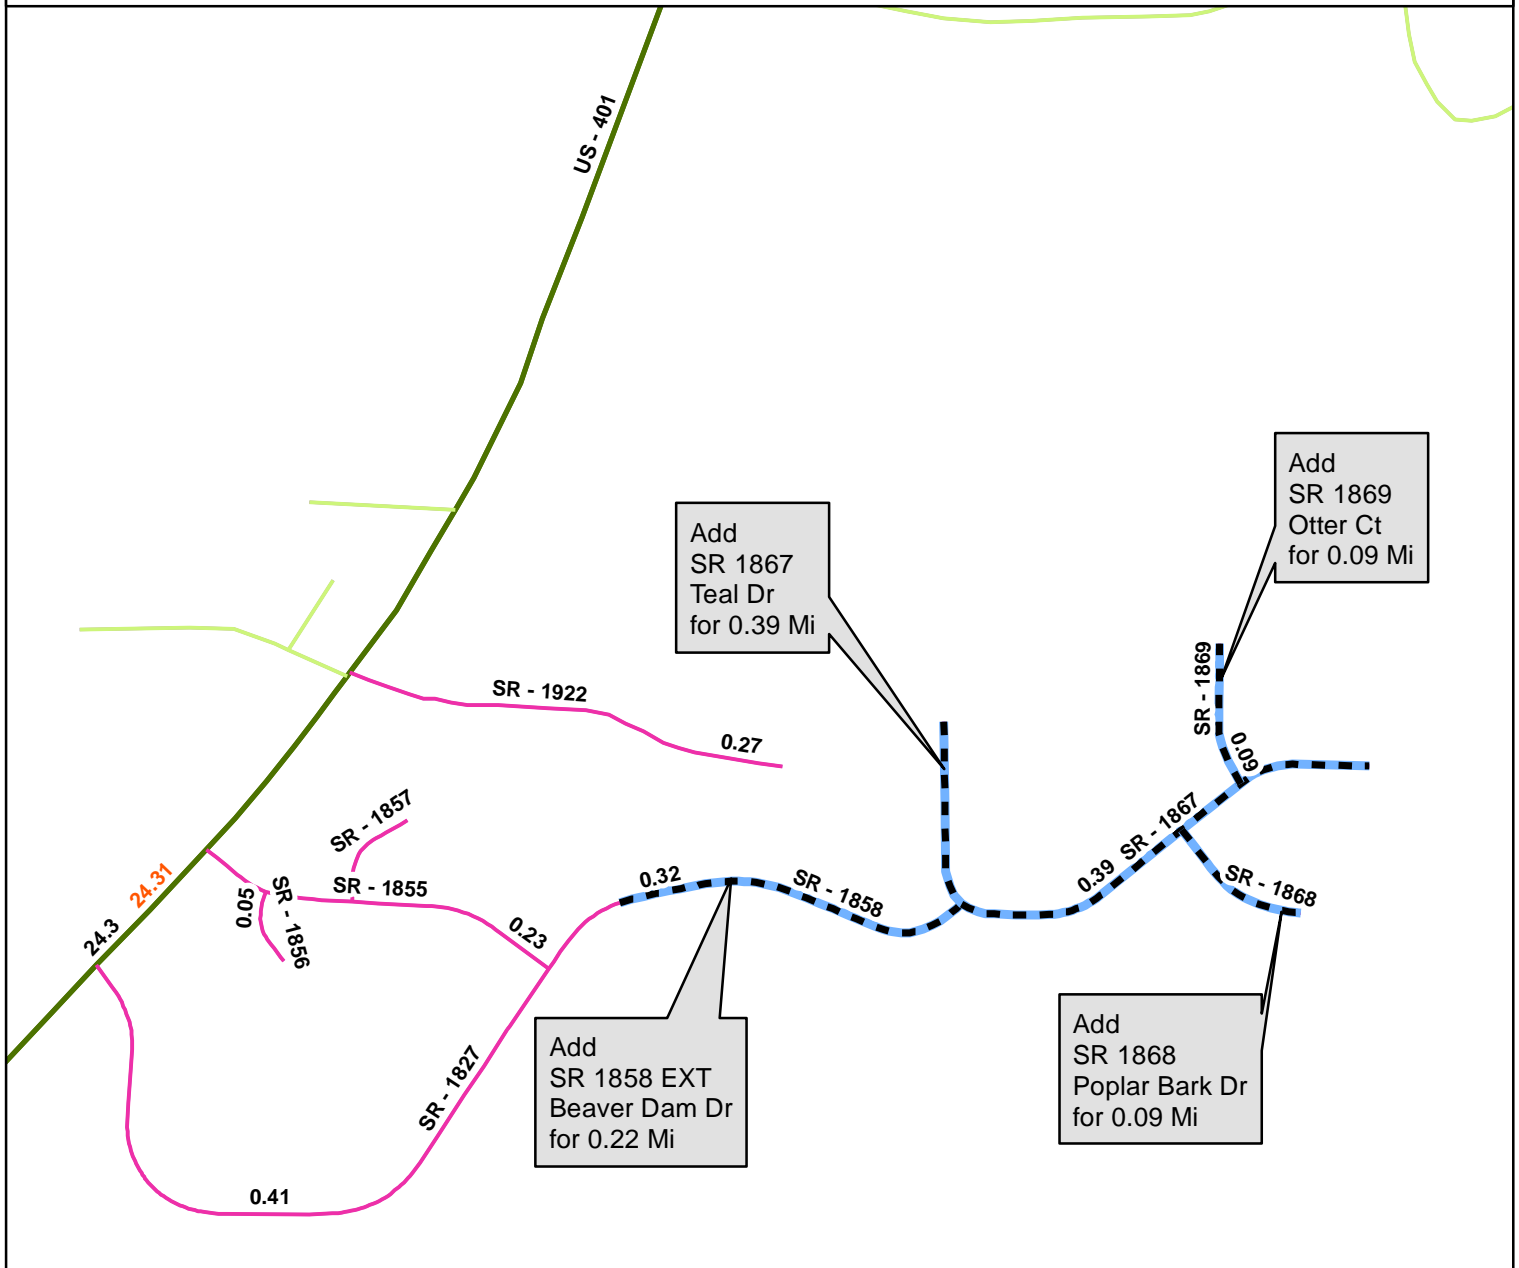 US - 401
Add
SR 1869
Otter Ct
for 0.09 Mi
Add
SR 1867
Teal Dr
for 0.39 Mi
SR - 1869
0.09
SR - 1922
0.27
SR - 1857
SR - 1867
0.39
SR - 1868
24.31
24.3
0.05
SR - 1856
SR - 1855
0.23
0.32
SR - 1858
Add
SR 1858 EXT
Beaver Dam Dr
for 0.22 Mi
Add
SR 1868
Poplar Bark Dr
for 0.09 Mi
SR - 1827
0.41